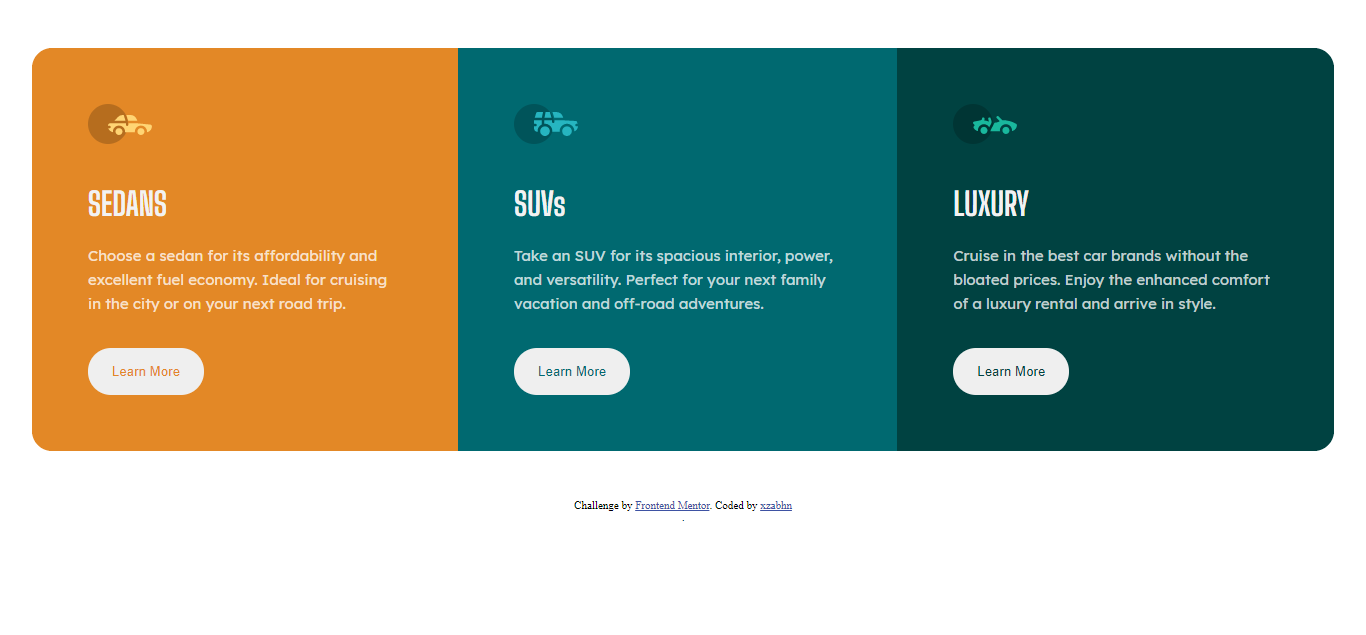 SEDANS
Choose a sedan for its affordability and
excellent fuel economy. Ideal for cruising
in the city or on your next road trip.
Learn More
SUVs
Take an SUV for its spacious interior, power,
and versatility. Perfect for your next family
vacation and off-road adventures.
Learn More
LUXURY
Cruise in the best car brands without the
bloated prices. Enjoy the enhanced comfort
of a luxury rental and arrive in style.
Learn More
Challenge by Frontend Mentor. Coded by xzabhn
.